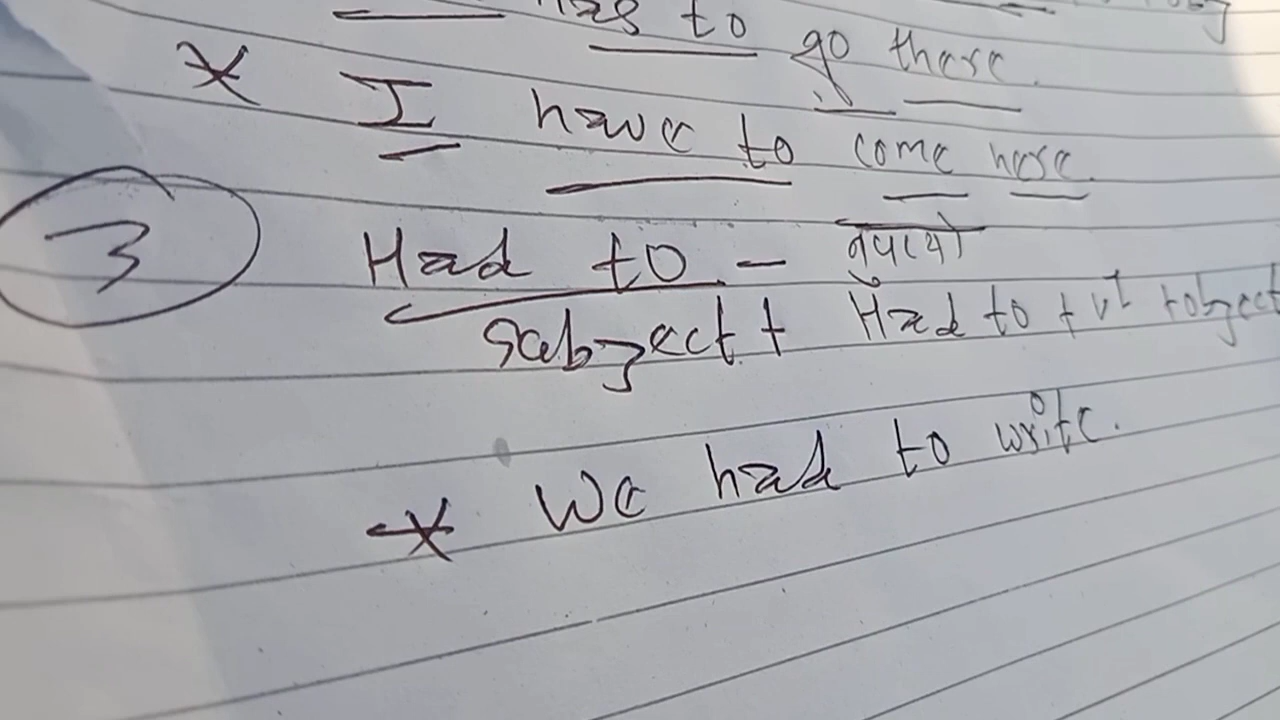 has to go there.
* I have to come here.
3 Had to -
Subject + Had to + v1 + object
* We had to write.